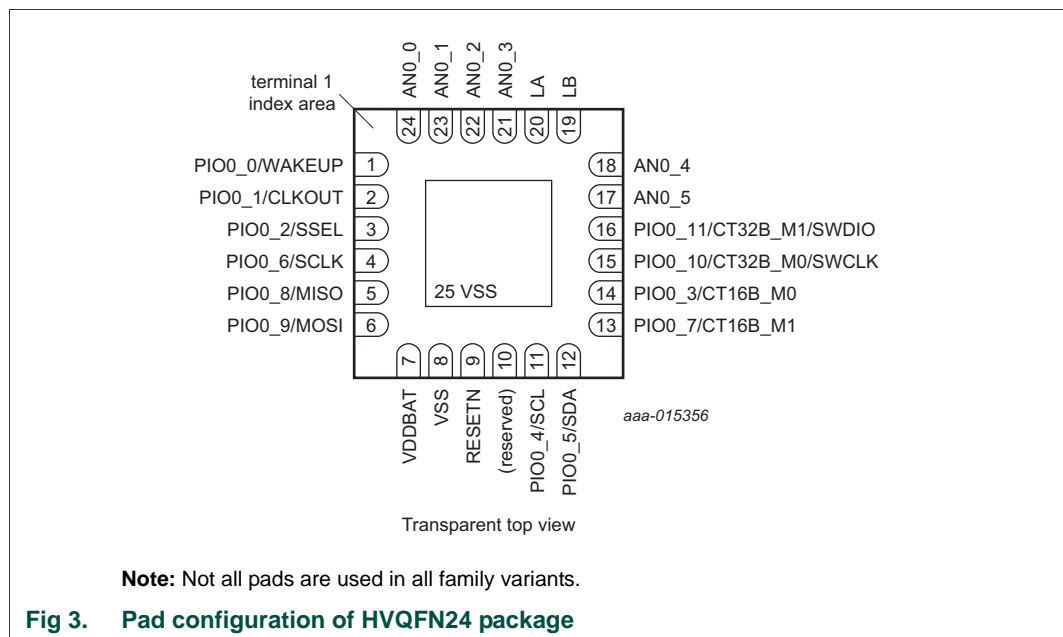 AN0_0
AN0_1
AN0_2
AN0_3
LA
LB
terminal 1
index area
24
23
22
21
20
19
PIO0_0/WAKEUP 1
18 AN0_4
PIO0_1/CLKOUT 2
17 AN0_5
PIO0_2/SSEL 3
16 PIO0_11/CT32B_M1/SWDIO
PIO0_6/SCLK 4
15 PIO0_10/CT32B_M0/SWCLK
PIO0_8/MISO 5
25 VSS
14 PIO0_3/CT16B_M0
PIO0_9/MOSI 6
13 PIO0_7/CT16B_M1
7
8
9
10
11
12
VDDBAT
VSS
RESETN
(reserved)
PIO0_4/SCL
PIO0_5/SDA
aaa-015356
Transparent top view
Note: Not all pads are used in all family variants.
Fig 3. Pad configuration of HVQFN24 package